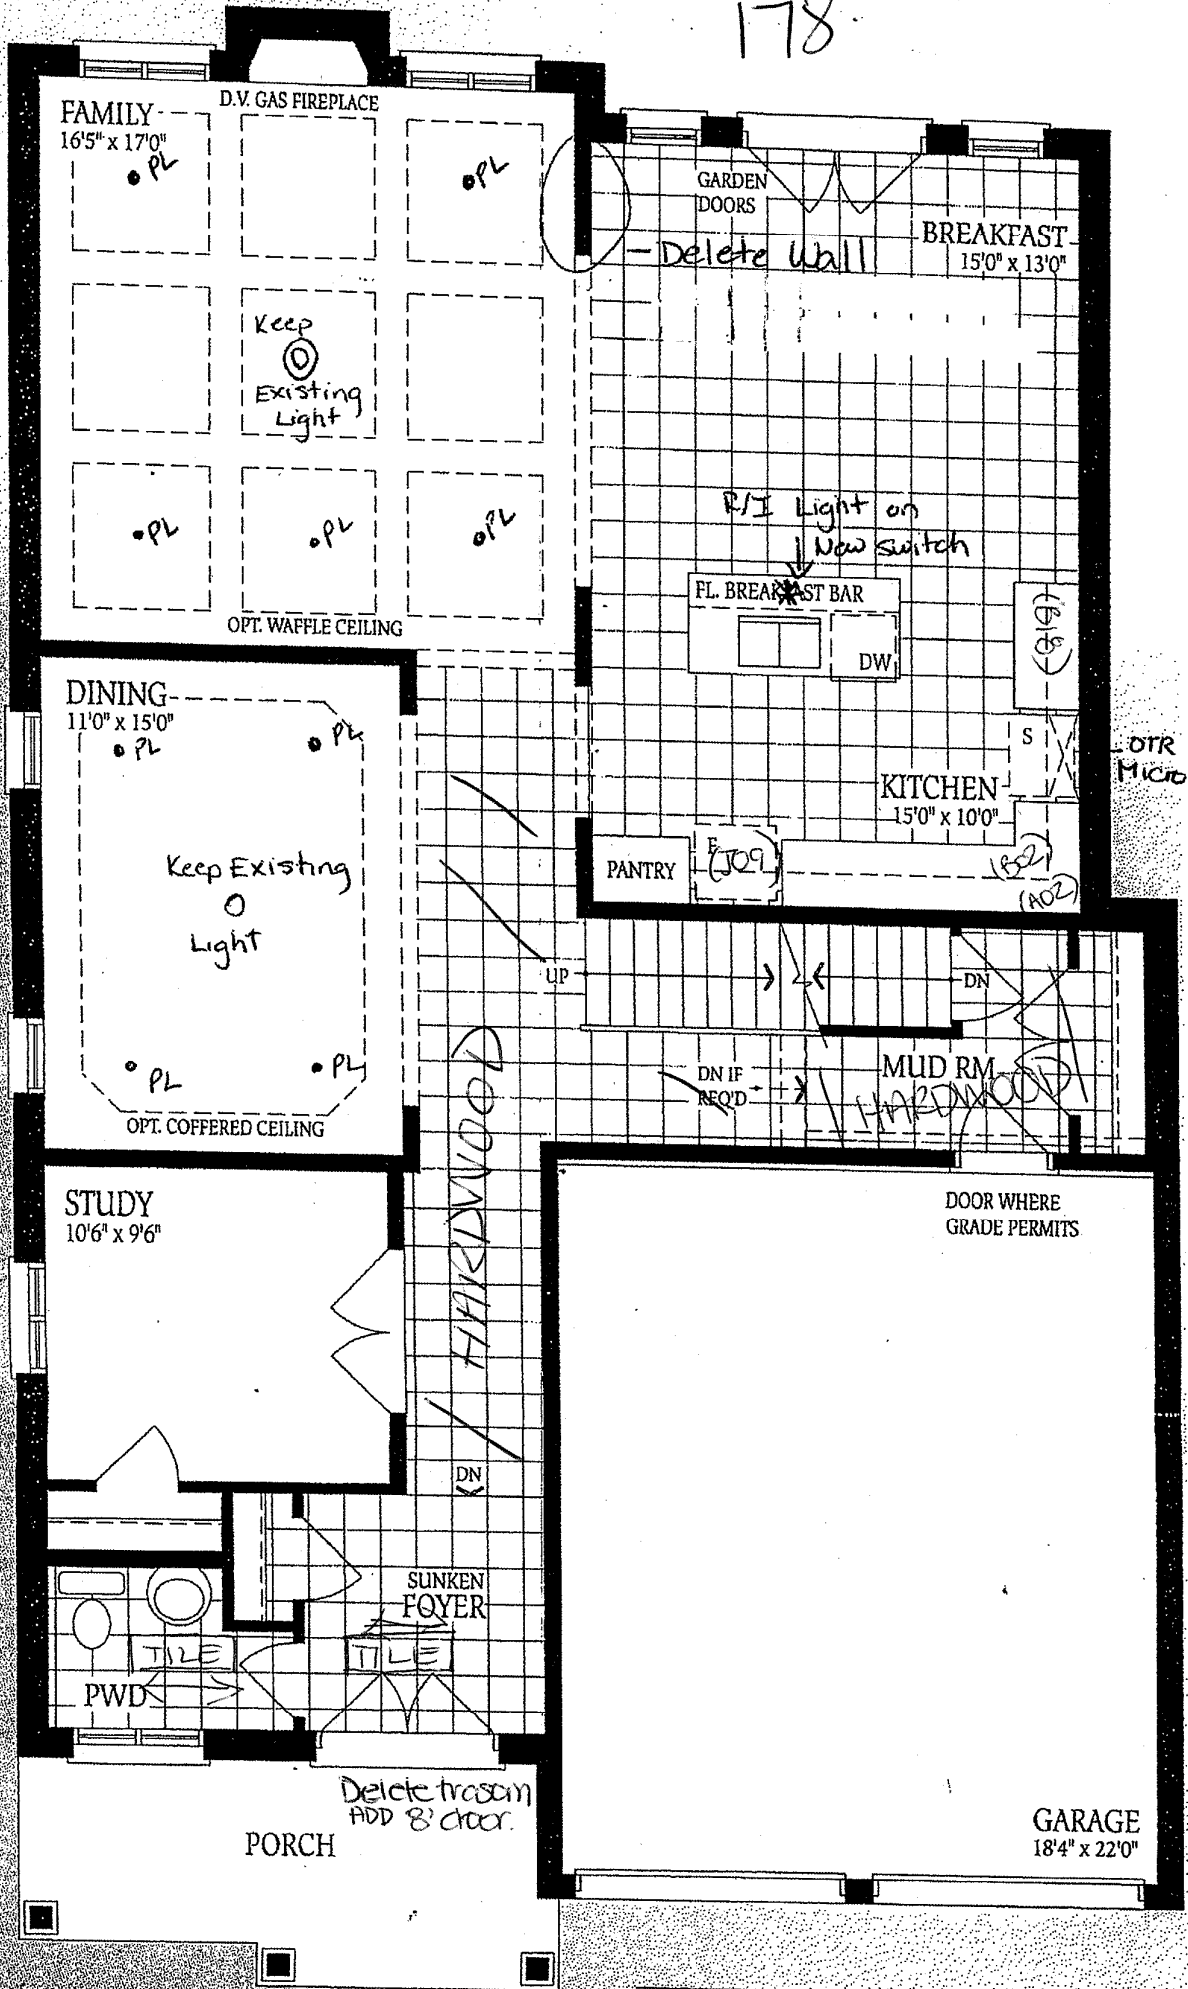 178.
D.V. GAS FIREPLACE
FAMILY
16'5" x 17'0"
PL
PL
GARDEN
DOORS
BREAKFAST
15'0" x 13'0"
- Delete Wall
Keep
Existing
Light
R/I Light on
New switch
PL
PL
PL
FL. BREAKFAST BAR
DW
OPT. WAFFLE CEILING
DINING
11'0" x 15'0"
PL
PL
S
OTR
Micro
KITCHEN
15'0" x 10'0"
PANTRY
(J09)
(B02)
(A02)
Keep Existing
Light
UP
DN
DN IF
REQ'D
MUD RM
HARDWOOD
PL
PL
OPT. COFFERED CEILING
HARDWOOD
STUDY
10'6" x 9'6"
DOOR WHERE
GRADE PERMITS
DN
SUNKEN
FOYER
TILE
TILE
PWD
Delete trasom
ADD 8' door.
PORCH
GARAGE
18'4" x 22'0"